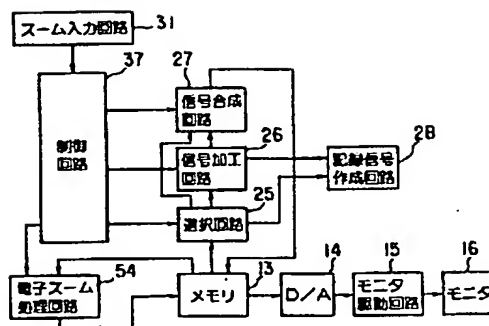 31
ズーム入力回路
37
27
信号合成
回路
制御
回路
26
信号加工
回路
28
記録信号
作成回路
25
選択回路
54
電子ズーム
処理回路
13
メモリ
14
D/A
15
モニタ
駆動回路
16
モニタ